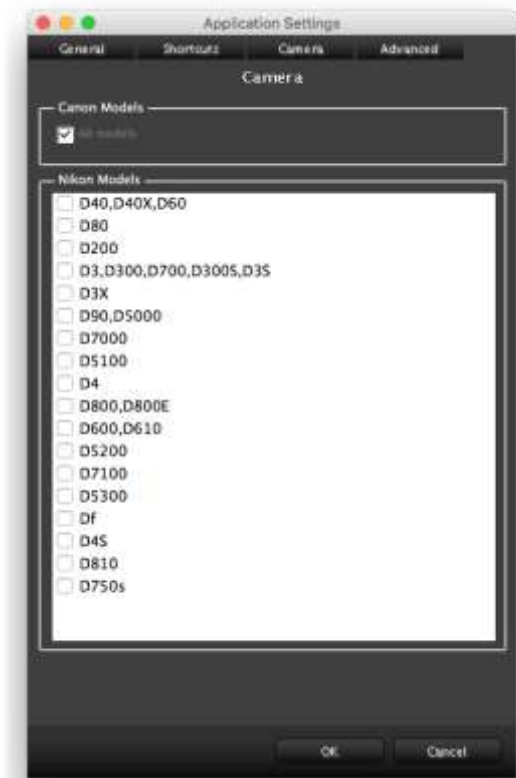 Application Settings
General Shortcuts Camera Advanced
Camera
Canon Models
All models
Nikon Models
D40,D40X,D60
D80
D200
D3,D300,D700,D300S,D3S
D3X
D90,D5000
D7000
D5100
D4
D800,D800E
D600,D610
D5200
D7100
D5300
Df
D4S
D810
D750s
OK Cancel